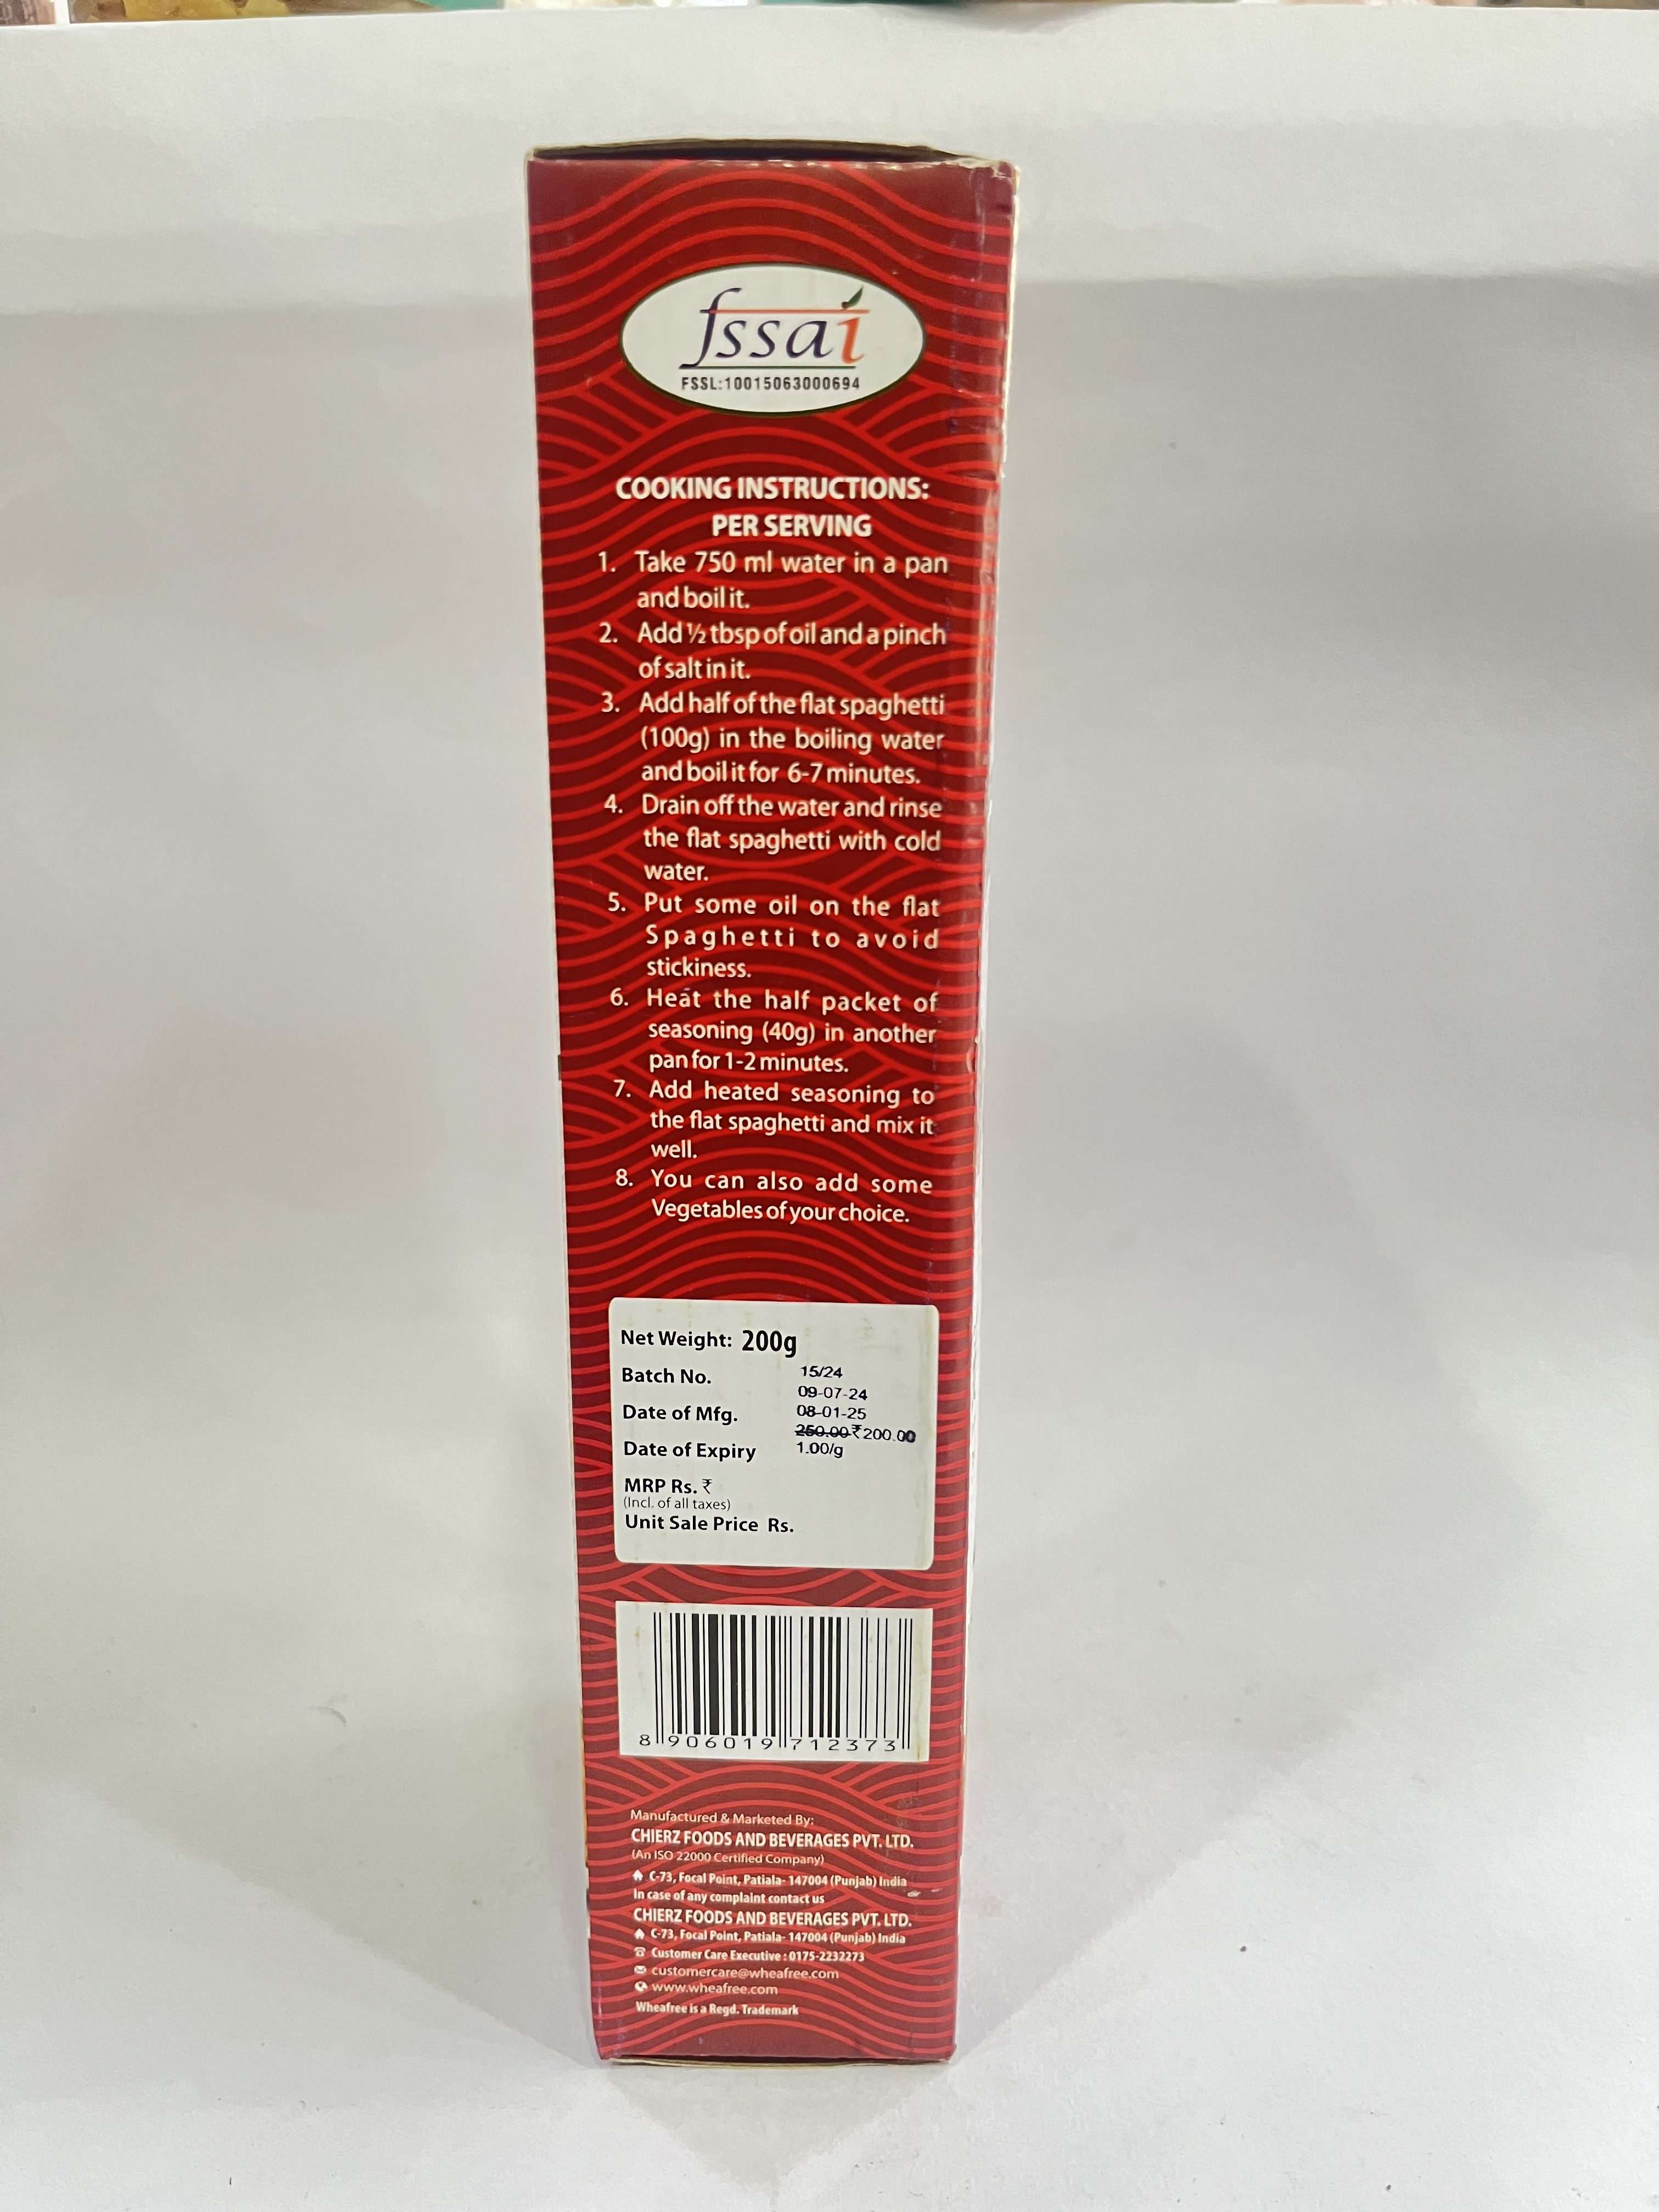 fssai
FSSL:10015063000694
COOKING INSTRUCTIONS:
PER SERVING
1. Take 750 ml water in a pan
and boil it.
2. Add ½ tbsp of oil and a pinch
of salt in it.
3. Add half of the flat spaghetti
(100g) in the boiling water
and boil it for 6-7 minutes.
4. Drain off the water and rinse
the flat spaghetti with cold
water.
5. Put some oil on the flat
Spaghetti to avoid
stickiness.
6. Heat the half packet of
seasoning (40g) in another
pan for 1-2 minutes.
7. Add heated seasoning to
the flat spaghetti and mix it
well.
8. You can also add some
Vegetables of your choice.
Net Weight: 200g
Batch No. 15/24
09-07-24
Date of Mfg. 08-01-25
250.00 ₹200.00
Date of Expiry 1.00/g
MRP Rs. ₹
(Incl. of all taxes)
Unit Sale Price Rs.
8 906019 712373
Manufactured & Marketed By:
CHIERZ FOODS AND BEVERAGES PVT. LTD.
(An ISO 22000 Certified Company)
C-73, Focal Point, Patiala- 147004 (Punjab) India
In case of any complaint contact us
CHIERZ FOODS AND BEVERAGES PVT. LTD.
C-73, Focal Point, Patiala- 147004 (Punjab) India
Customer Care Executive : 0175-2232273
customercare@wheafree.com
www.wheafree.com
Wheafree is a Regd. Trademark